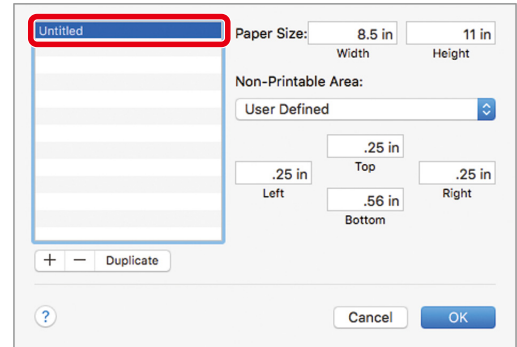 Untitled
Paper Size: 8.5 in 11 in
Width Height
Non-Printable Area:
User Defined
.25 in
Top
.25 in .25 in
Left Right
.56 in
Bottom
+ − Duplicate
? Cancel OK